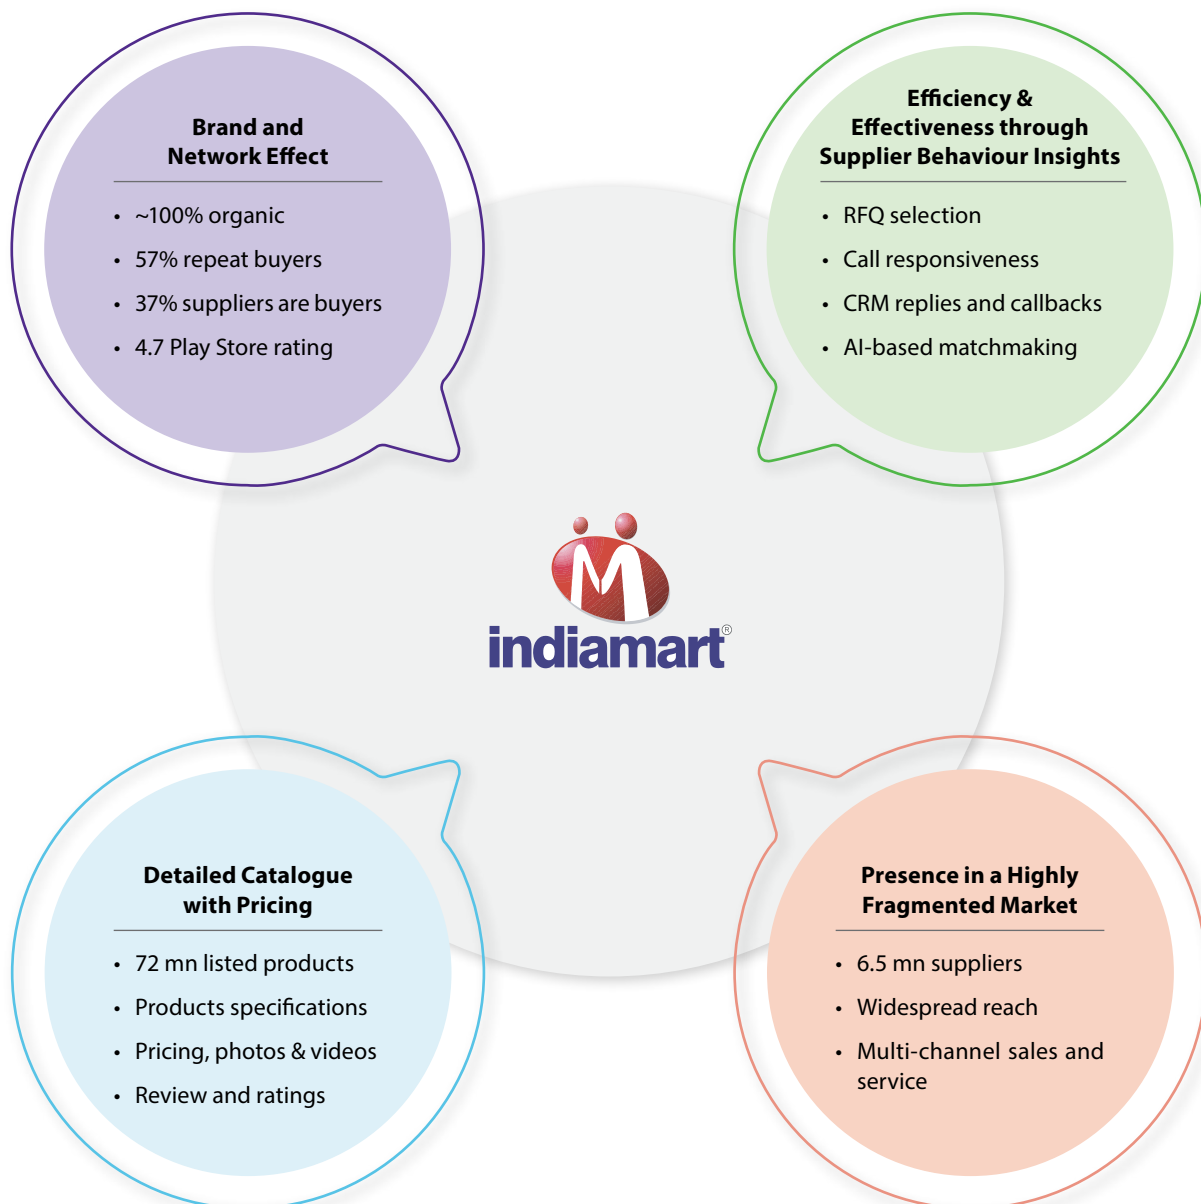 Brand and
Network Effect
• ~100% organic
• 57% repeat buyers
• 37% suppliers are buyers
• 4.7 Play Store rating
Efficiency &
Effectiveness through
Supplier Behaviour Insights
• RFQ selection
• Call responsiveness
• CRM replies and callbacks
• AI-based matchmaking
indiamart®
Detailed Catalogue
with Pricing
• 72 mn listed products
• Products specifications
• Pricing, photos & videos
• Review and ratings
Presence in a Highly
Fragmented Market
• 6.5 mn suppliers
• Widespread reach
• Multi-channel sales and
service